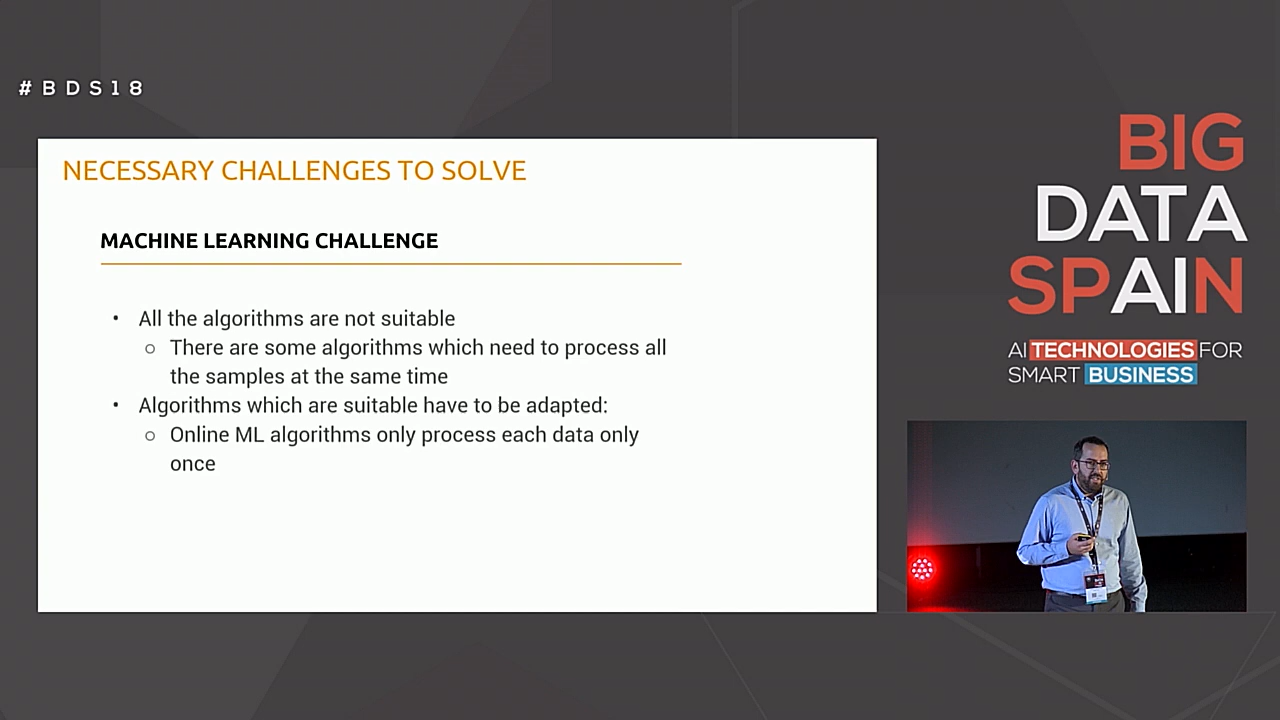 #BDS18
NECESSARY CHALLENGES TO SOLVE
MACHINE LEARNING CHALLENGE
• All the algorithms are not suitable
○ There are some algorithms which need to process all
the samples at the same time
• Algorithms which are suitable have to be adapted:
○ Online ML algorithms only process each data only
once
BIG
DATA
SPAIN
AI TECHNOLOGIES FOR
SMART BUSINESS